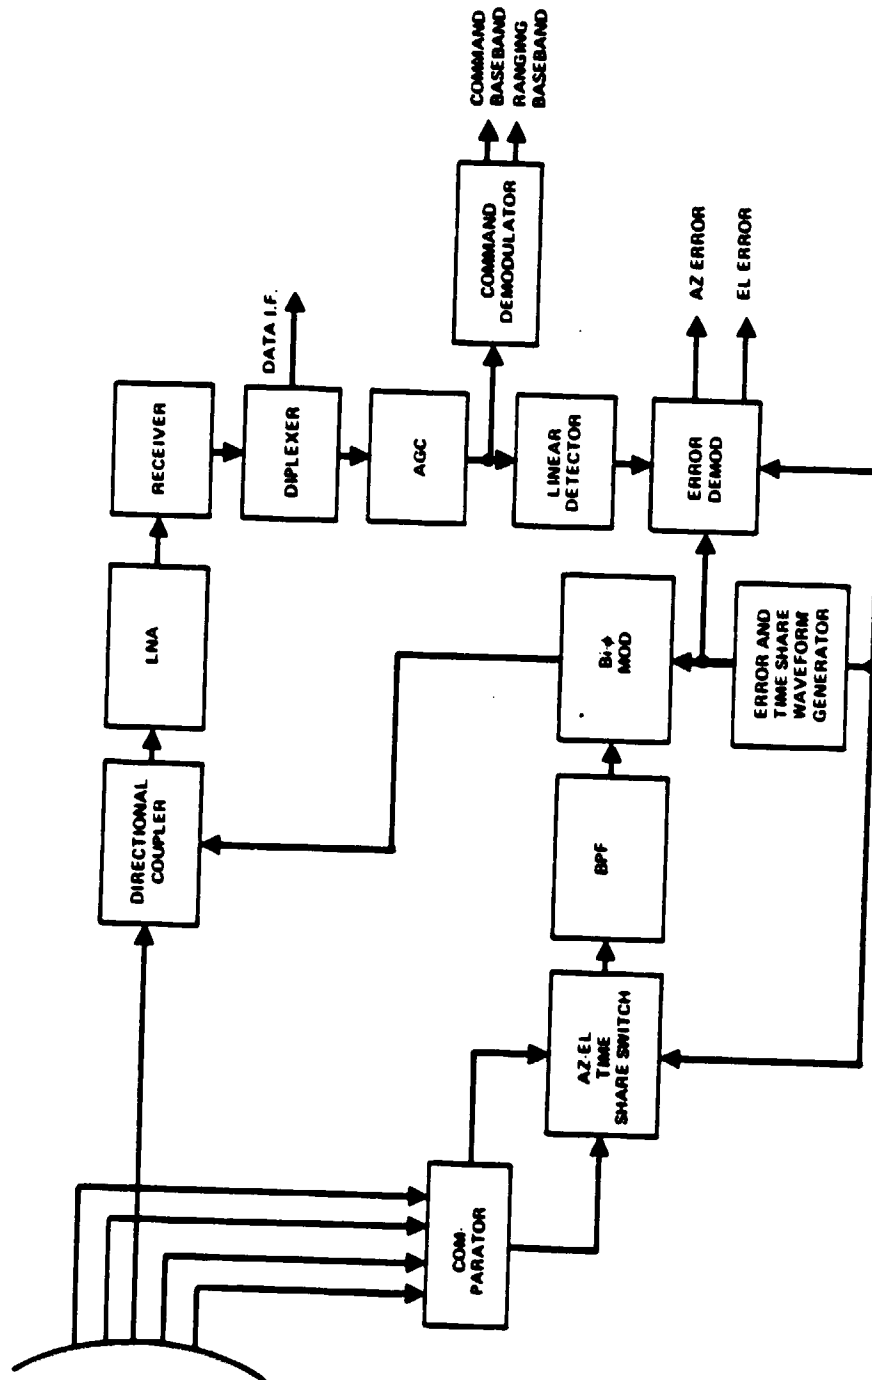 DIRECTIONAL
COUPLER
LNA
RECEIVER
DIPLEXER
DATA I.F.
AGC
COMMAND
DEMODULATOR
COMMAND
BASEBAND
RANGING
BASEBAND
LINEAR
DETECTOR
ERROR
DEMOD
AZ ERROR
EL ERROR
COM-
PARATOR
AZ-EL
TIME
SHARE SWITCH
BPF
Bi-ϕ
MOD
ERROR AND
TIME SHARE
WAVEFORM
GENERATOR